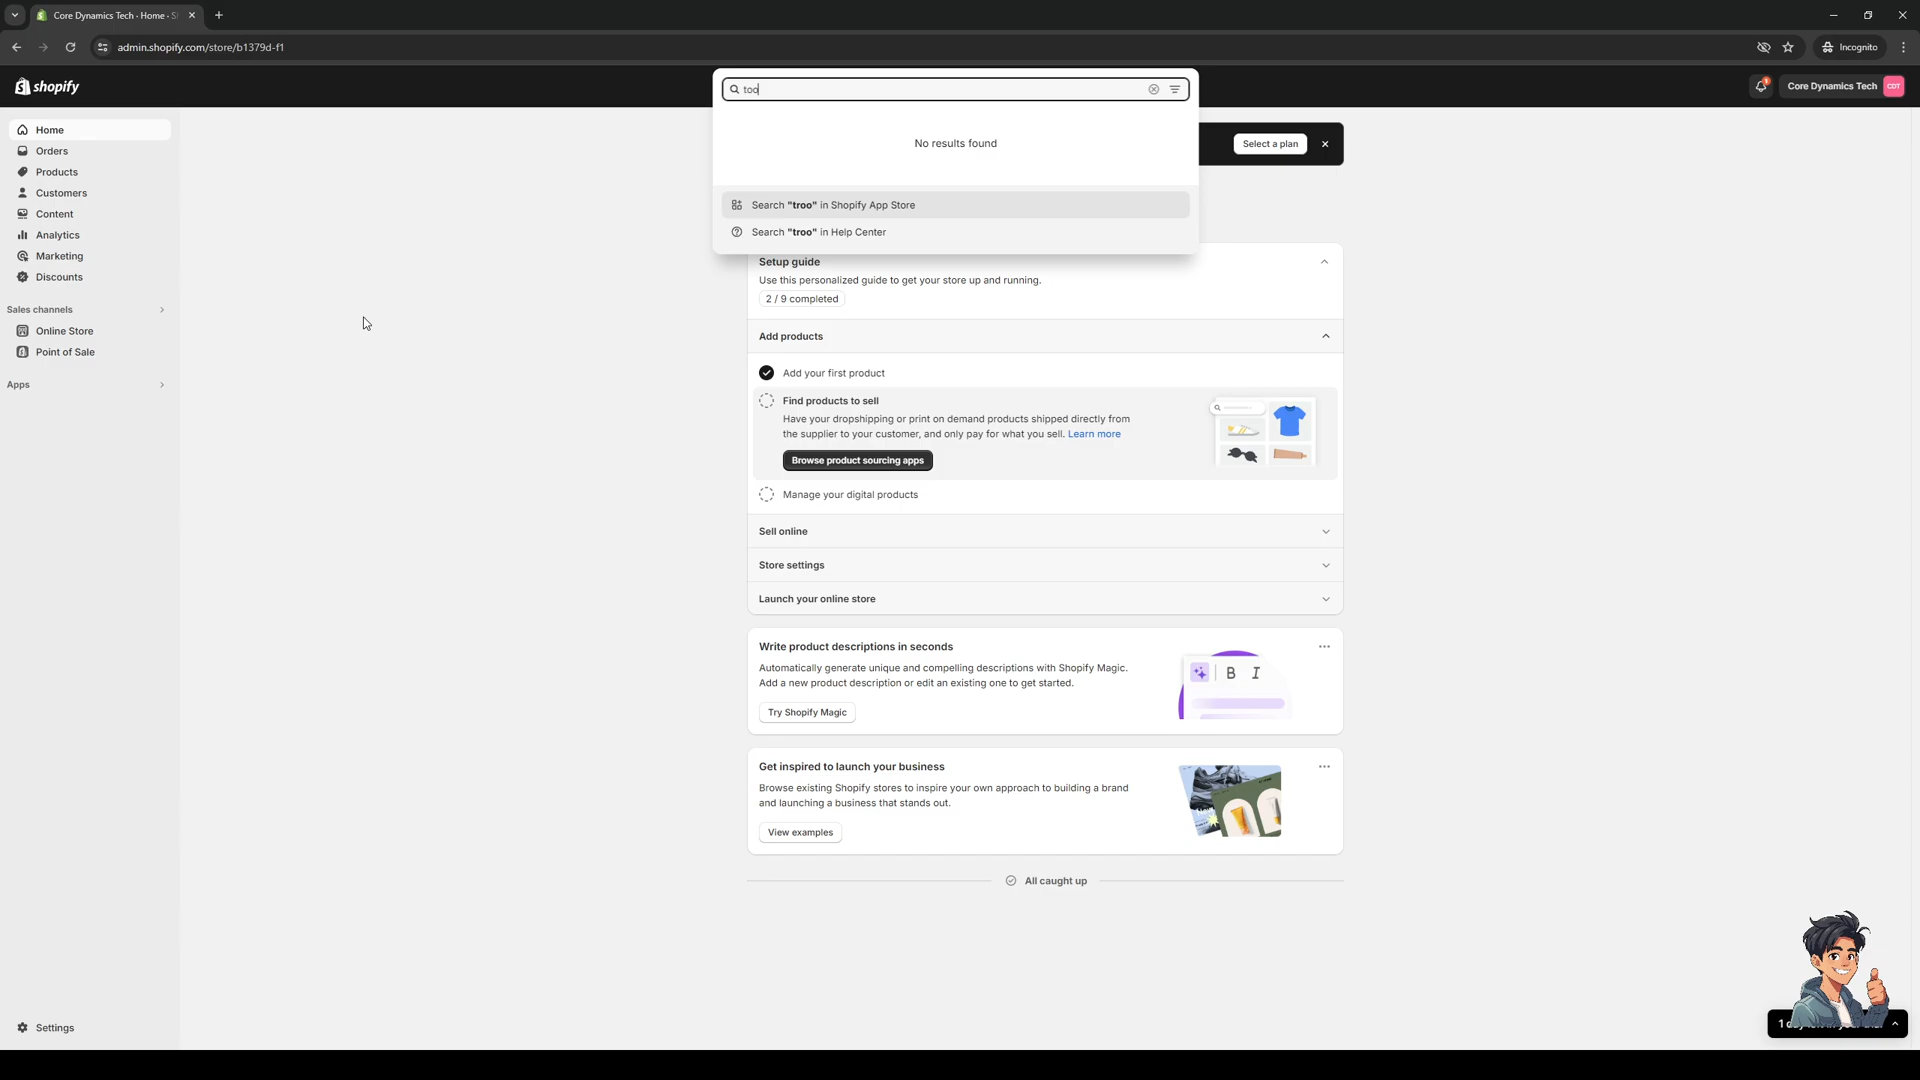 Core Dynamics Tech · Home · S
admin.shopify.com/store/b1379d-f1
Incognito
shopify
too
Core Dynamics Tech
CDT
Home
Orders
Products
Customers
Content
Analytics
Marketing
Discounts
Sales channels
Online Store
Point of Sale
Apps
Settings
No results found
Search "troo" in Shopify App Store
Search "troo" in Help Center
Select a plan
Setup guide
Use this personalized guide to get your store up and running.
2 / 9 completed
Add products
Add your first product
Find products to sell
Have your dropshipping or print on demand products shipped directly from
the supplier to your customer, and only pay for what you sell. Learn more
Browse product sourcing apps
Manage your digital products
Sell online
Store settings
Launch your online store
Write product descriptions in seconds
Automatically generate unique and compelling descriptions with Shopify Magic.
Add a new product description or edit an existing one to get started.
Try Shopify Magic
B I
Get inspired to launch your business
Browse existing Shopify stores to inspire your own approach to building a brand
and launching a business that stands out.
View examples
All caught up